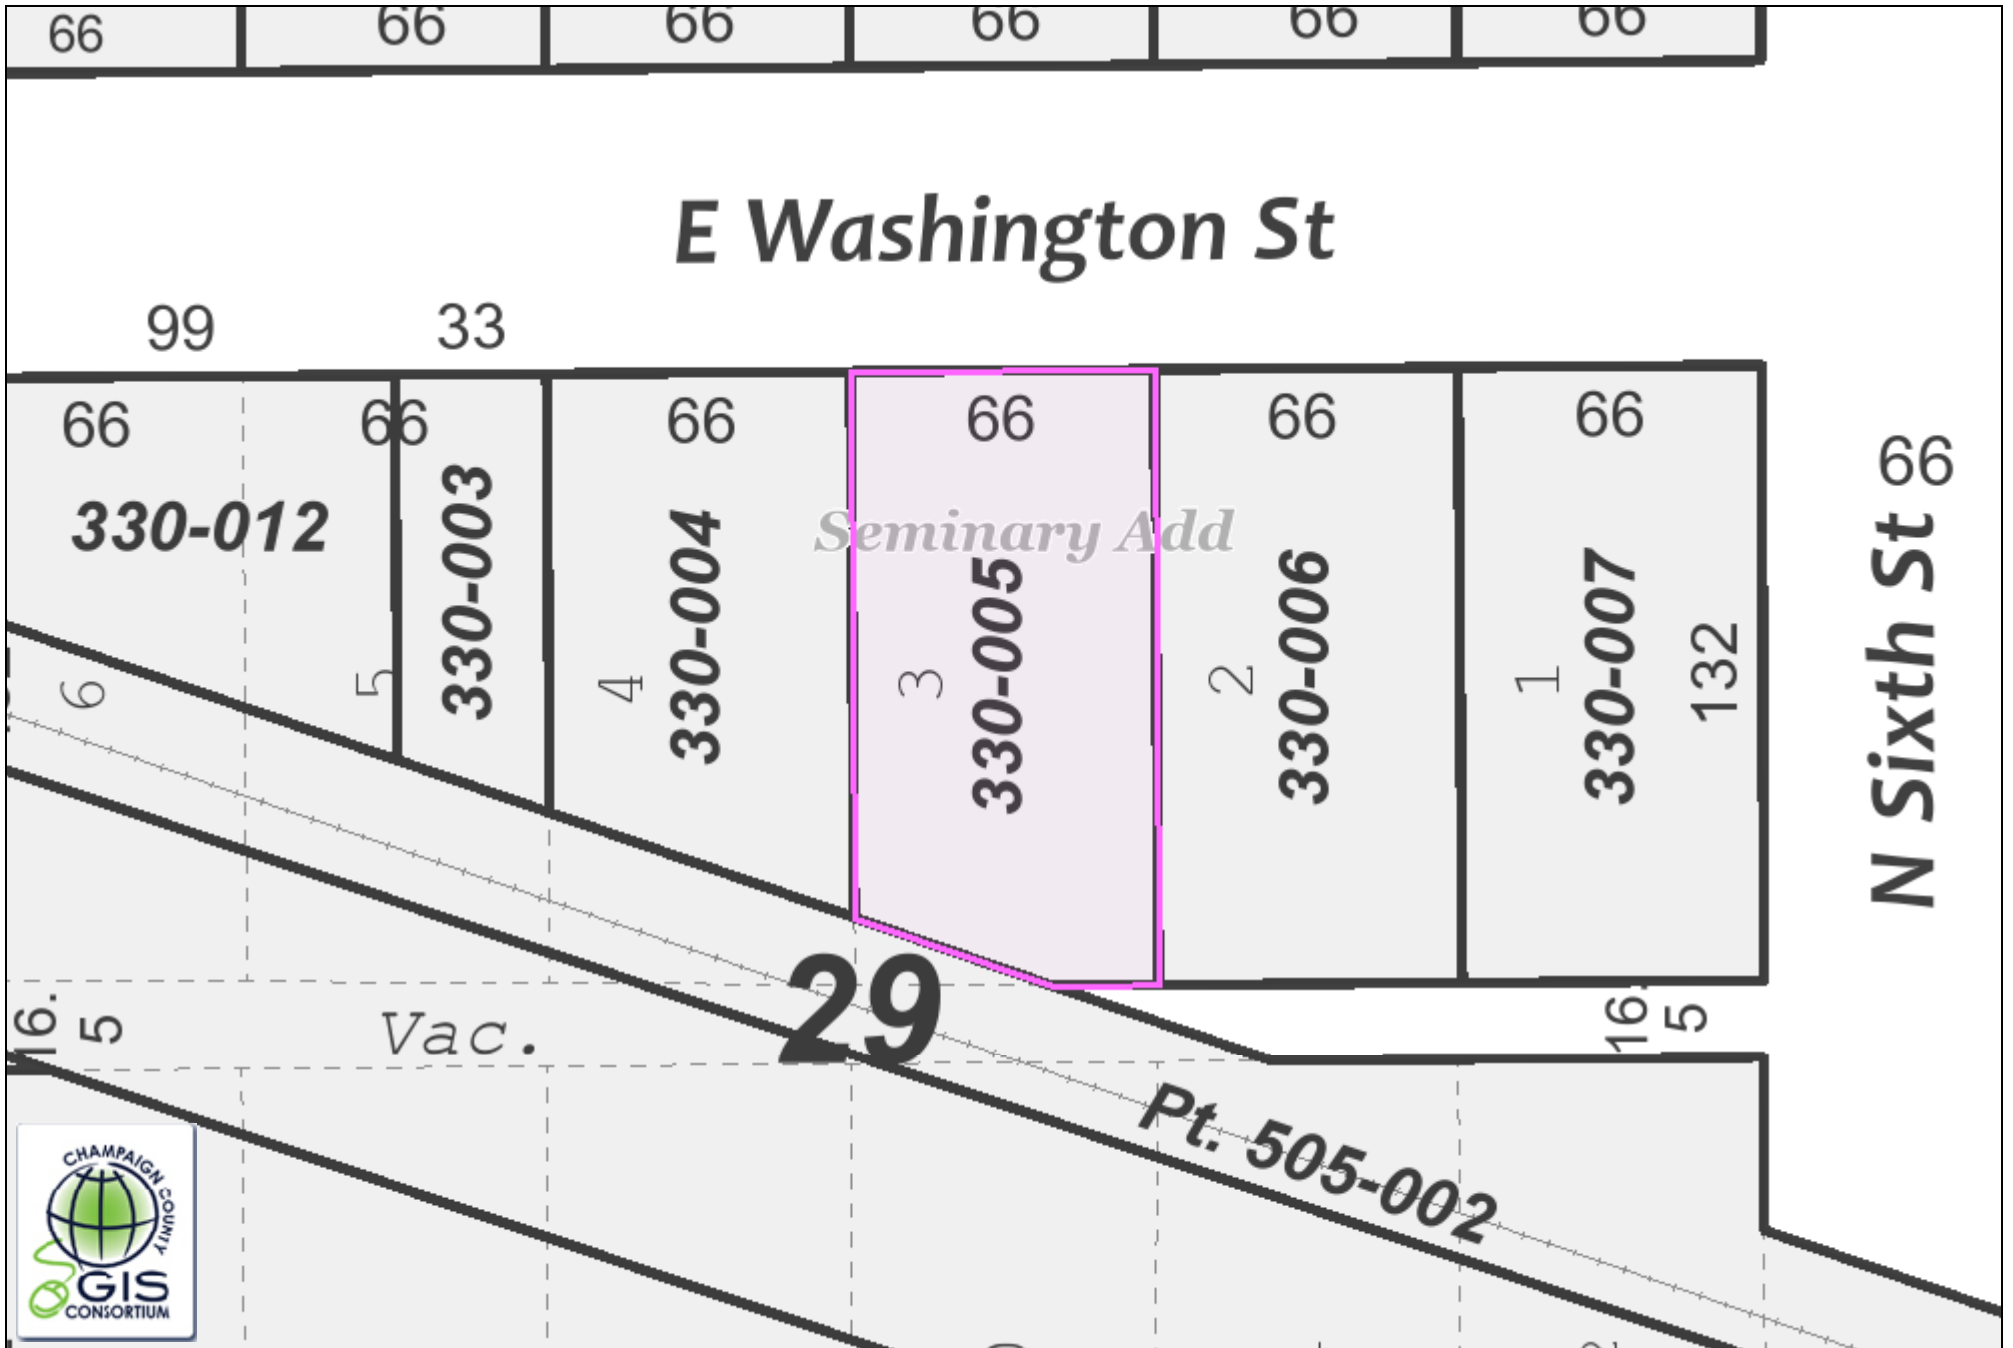 66 66 66 66 66 66
E Washington St
99 33
66 66 66 66 66 66
66
330-012
330-003
330-004
Seminary Add
330-005
330-006
330-007
132
N Sixth St
6 5 4 3 2 1
29
16.5
Vac.
16.5
Pt. 505-002
CHAMPAIGN COUNTY
GIS
CONSORTIUM